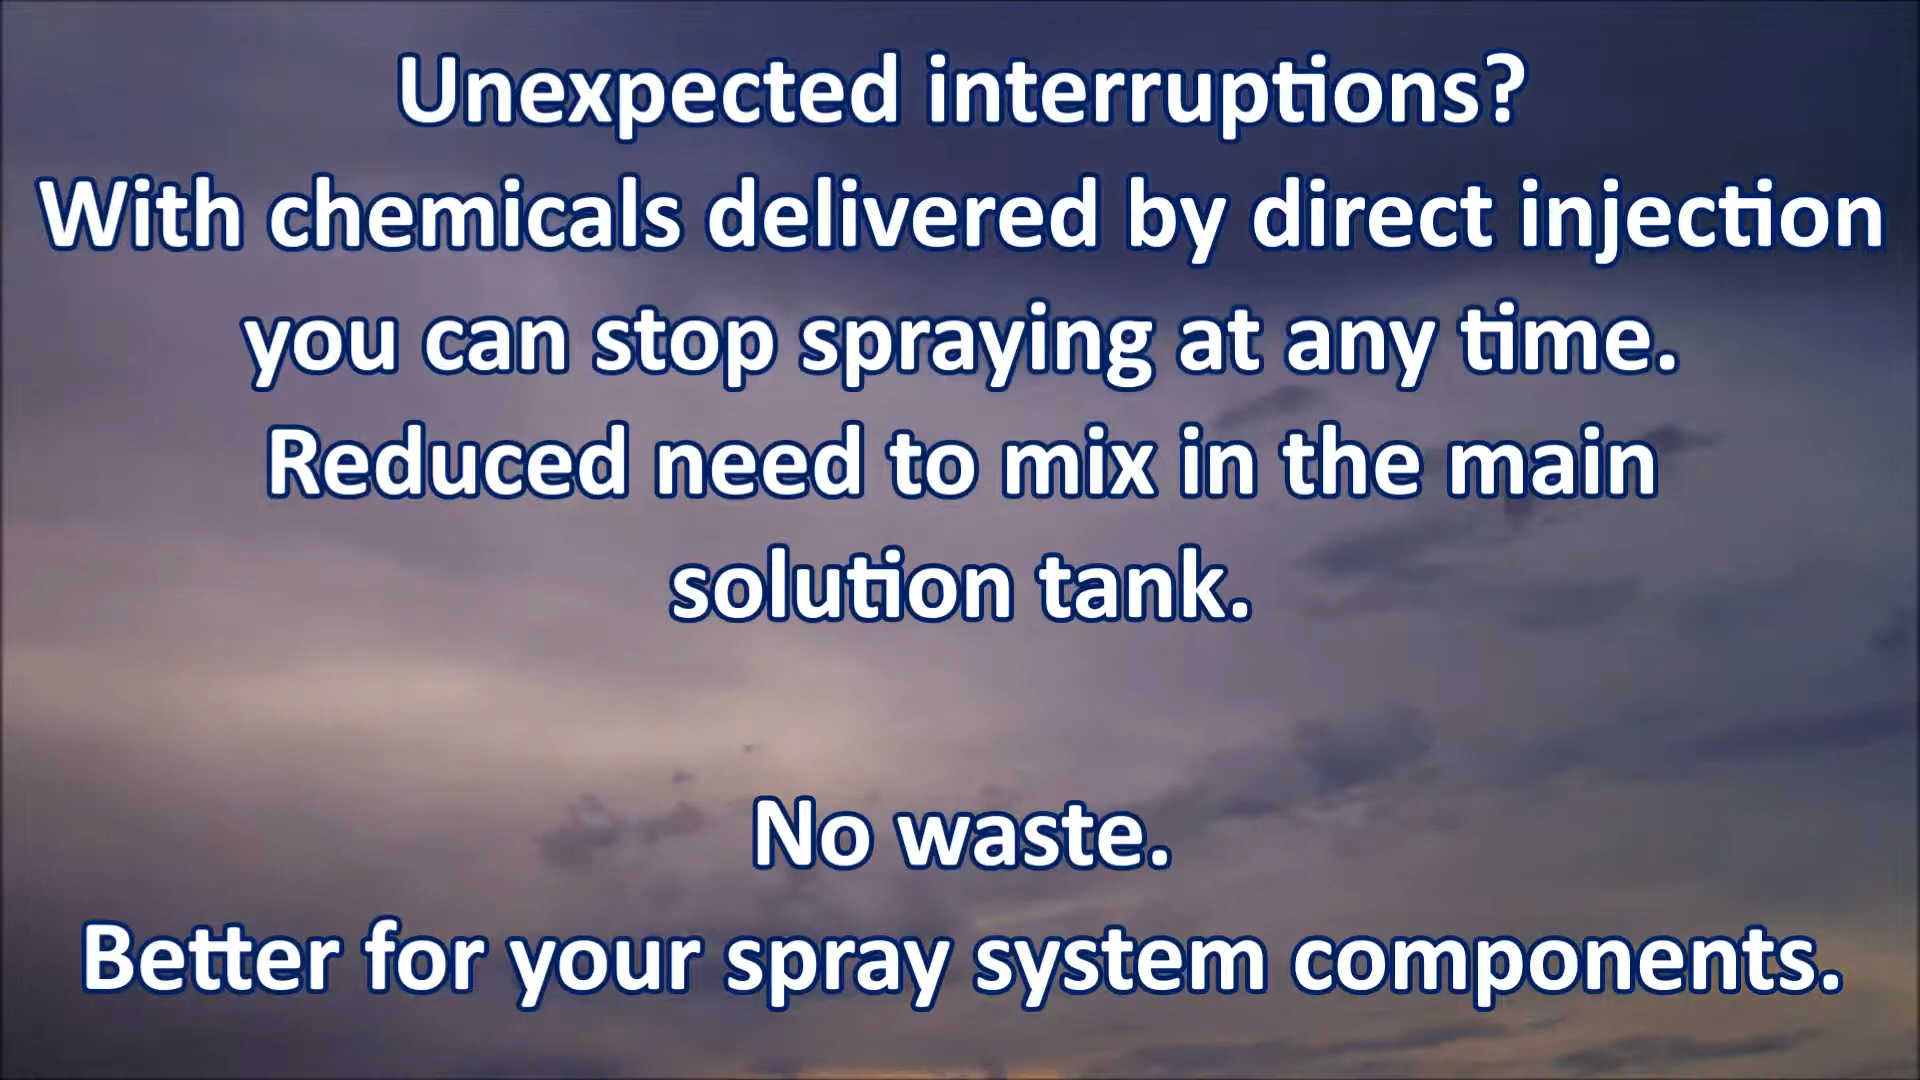 Unexpected interruptions?
With chemicals delivered by direct injection
you can stop spraying at any time.
Reduced need to mix in the main
solution tank.
No waste.
Better for your spray system components.